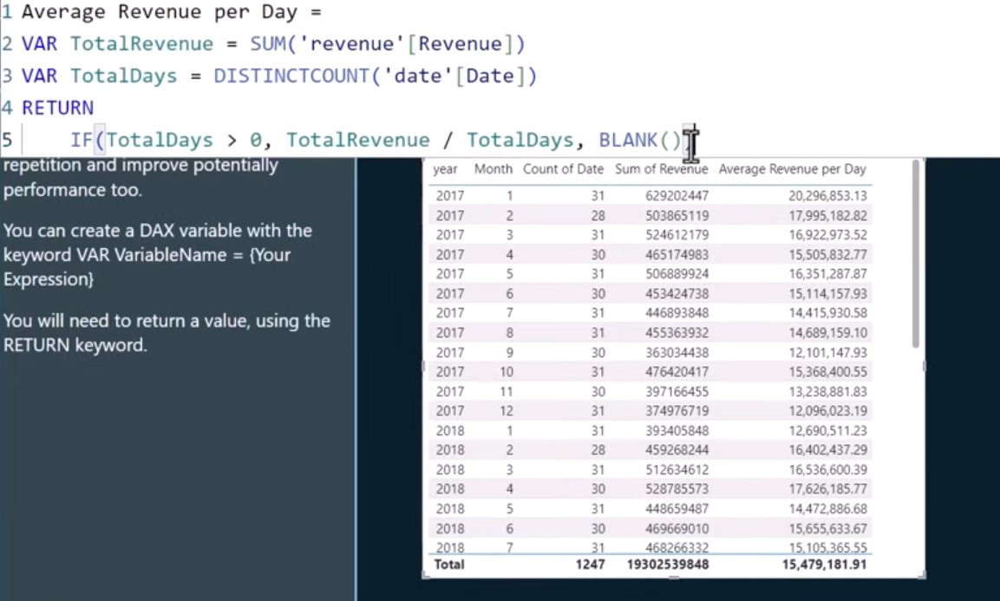 1 Average Revenue per Day =
2 VAR TotalRevenue = SUM('revenue'[Revenue])
3 VAR TotalDays = DISTINCTCOUNT('date'[Date])
4 RETURN
5 IF(TotalDays > 0, TotalRevenue / TotalDays, BLANK())
repetition and improve potentially
performance too.
You can create a DAX variable with the
keyword VAR VariableName = {Your
Expression}
You will need to return a value, using the
RETURN keyword.
year Month Count of Date Sum of Revenue Average Revenue per Day
2017 1 31 629202447 20,296,853.13
2017 2 28 503865119 17,995,182.82
2017 3 31 524612179 16,922,973.52
2017 4 30 465174983 15,505,832.77
2017 5 31 506889924 16,351,287.87
2017 6 30 453424738 15,114,157.93
2017 7 31 446893848 14,415,930.58
2017 8 31 455363932 14,689,159.10
2017 9 30 363034438 12,101,147.93
2017 10 31 476420417 15,368,400.55
2017 11 30 397166455 13,238,881.83
2017 12 31 374976719 12,096,023.19
2018 1 31 393405848 12,690,511.23
2018 2 28 459268244 16,402,437.29
2018 3 31 512634612 16,536,600.39
2018 4 30 528785573 17,626,185.77
2018 5 31 448659487 14,472,886.68
2018 6 30 469669010 15,655,633.67
2018 7 31 468266332 15,105,365.55
Total 1247 19302539848 15,479,181.91